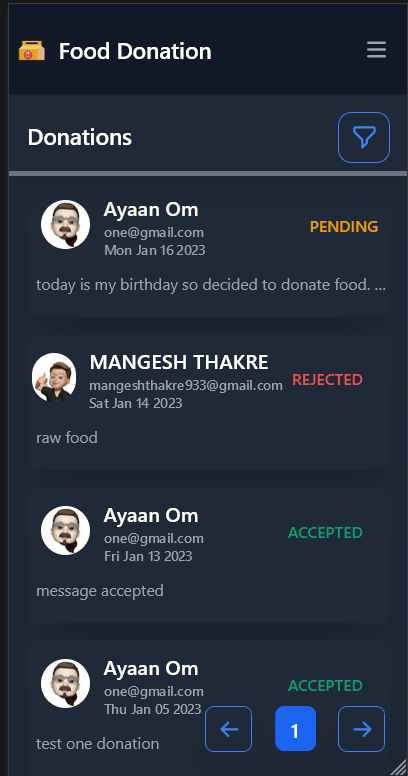 Food Donation
Donations
Ayaan Om
one@gmail.com
PENDING
Mon Jan 16 2023
today is my birthday so decided to donate food. ...
MANGESH THAKRE
mangeshthakre933@gmail.com
REJECTED
Sat Jan 14 2023
raw food
Ayaan Om
one@gmail.com
ACCEPTED
Fri Jan 13 2023
message accepted
Ayaan Om
one@gmail.com
ACCEPTED
Thu Jan 05 2023
1
test one donation